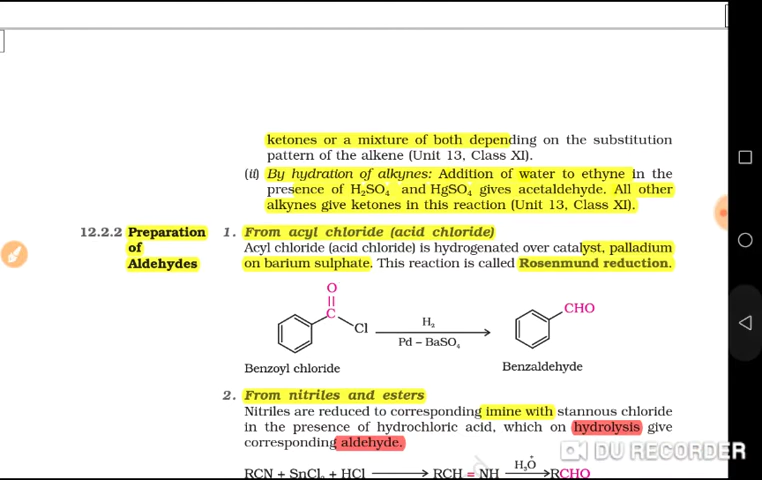 ketones or a mixture of both depending on the substitution
pattern of the alkene (Unit 13, Class XI).
(ii) By hydration of alkynes: Addition of water to ethyne in the
presence of H₂SO₄ and HgSO₄ gives acetaldehyde. All other
alkynes give ketones in this reaction (Unit 13, Class XI).
12.2.2 Preparation of Aldehydes
1. From acyl chloride (acid chloride)
Acyl chloride (acid chloride) is hydrogenated over catalyst, palladium
on barium sulphate. This reaction is called Rosenmund reduction.
O
C
Cl
H₂
Pd – BaSO₄
CHO
Benzoyl chloride
Benzaldehyde
2. From nitriles and esters
Nitriles are reduced to corresponding imine with stannous chloride
in the presence of hydrochloric acid, which on hydrolysis give
corresponding aldehyde.
DU RECORDER
RCN + SnCl₂ + HCl → RCH = NH H₃O⁺ → RCHO